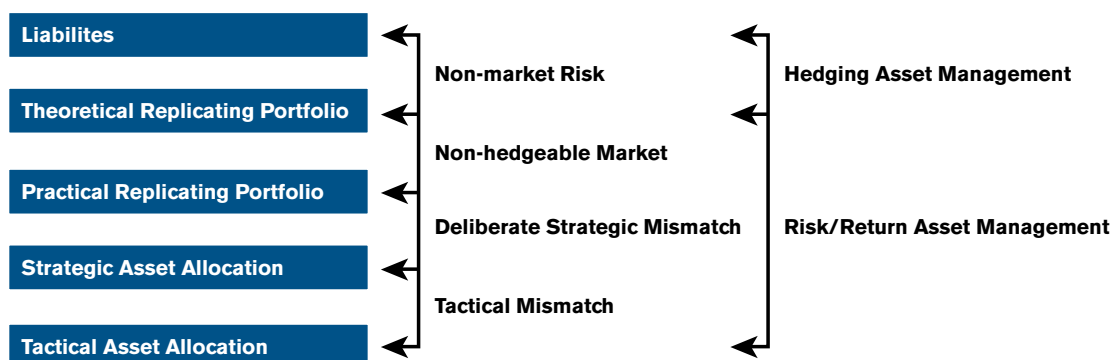 Liabilites
Non-market Risk
Hedging Asset Management
Theoretical Replicating Portfolio
Non-hedgeable Market
Practical Replicating Portfolio
Deliberate Strategic Mismatch
Risk/Return Asset Management
Strategic Asset Allocation
Tactical Mismatch
Tactical Asset Allocation